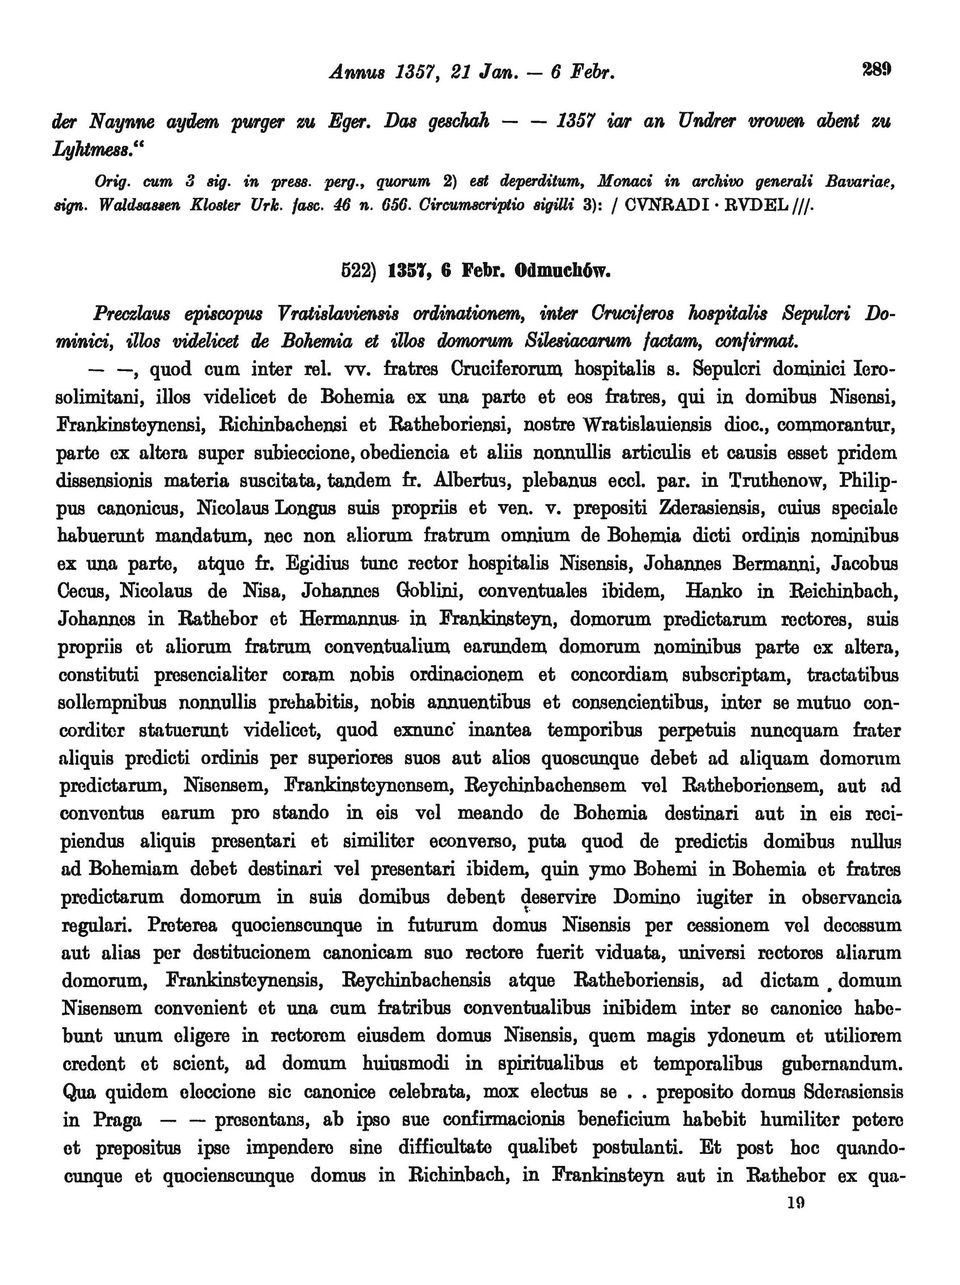 Annus 1357, 21 Jan. — 6 Febr. 289
der Naynne aydem purger zu Eger. Das geschah — — 1357 iar an Undrer vrowen abent zu
Lyhtmess.“
Orig. cum 3 sig. in press. perg., quorum 2) est deperditum, Monaci in archivo generali Bavariae,
sign. Waldsassen Kloster Urk. fasc. 46 n. 656. Circumscriptio sigilli 3): / CVNRADI · RVDEL ///.
522) 1357, 6 Febr. Odmuchów.
Preczlaus episcopus Vratislaviensis ordinationem, inter Cruciferos hospitalis Sepulcri Do-
minici, illos videlicet de Bohemia et illos domorum Silesiacarum factam, confirmat.
— —, quod cum inter rel. vv. fratres Cruciferorum hospitalis s. Sepulcri dominici Iero-
solimitani, illos videlicet de Bohemia ex una parte et eos fratres, qui in domibus Nisensi,
Frankinsteynensi, Richinbachensi et Ratheboriensi, nostre Wratislauiensis dioc., commorantur,
parte ex altera super subieccione, obediencia et aliis nonnullis articulis et causis esset pridem
dissensionis materia suscitata, tandem fr. Albertus, plebanus eccl. par. in Truthenow, Philip-
pus canonicus, Nicolaus Longus suis propriis et ven. v. prepositi Zderasiensis, cuius speciale
habuerunt mandatum, nec non aliorum fratrum omnium de Bohemia dicti ordinis nominibus
ex una parte, atque fr. Egidius tunc rector hospitalis Nisensis, Johannes Bermanni, Jacobus
Cecus, Nicolaus de Nisa, Johannes Goblini, conventuales ibidem, Hanko in Reichinbach,
Johannes in Rathebor et Hermannus in Frankinsteyn, domorum predictarum rectores, suis
propriis et aliorum fratrum conventualium earundem domorum nominibus parte ex altera,
constituti presencialiter coram nobis ordinacionem et concordiam subscriptam, tractatibus
sollempnibus nonnullis prehabitis, nobis annuentibus et consencientibus, inter se mutuo con-
corditer statuerunt videlicet, quod exnunc inantea temporibus perpetuis nuncquam frater
aliquis predicti ordinis per superiores suos aut alios quoscunque debet ad aliquam domorum
predictarum, Nisensem, Frankinsteynensem, Reychinbachensem vel Ratheboriensem, aut ad
conventus earum pro stando in eis vel meando de Bohemia destinari aut in eis reci-
piendus aliquis presentari et similiter econverso, puta quod de predictis domibus nullus
ad Bohemiam debet destinari vel presentari ibidem, quin ymo Bohemi in Bohemia et fratres
predictarum domorum in suis domibus debent deservire Domino iugiter in observancia
regulari. Preterea quocienscunque in futurum domus Nisensis per cessionem vel decessum
aut alias per destitucionem canonicam suo rectore fuerit viduata, universi rectores aliarum
domorum, Frankinsteynensis, Reychinbachensis atque Ratheboriensis, ad dictam domum
Nisensem convenient et una cum fratribus conventualibus inibidem inter se canonice habe-
bunt unum eligere in rectorem eiusdem domus Nisensis, quem magis ydoneum et utiliorem
credent et scient, ad domum huiusmodi in spiritualibus et temporalibus gubernandum.
Qua quidem eleccione sic canonice celebrata, mox electus se . . preposito domus Sderasiensis
in Praga — — presentans, ab ipso sue confirmacionis beneficium habebit humiliter petere
et prepositus ipse impendere sine difficultate qualibet postulanti. Et post hoc quando-
cunque et quocienscunque domus in Richinbach, in Frankinsteyn aut in Rathebor ex qua-
19